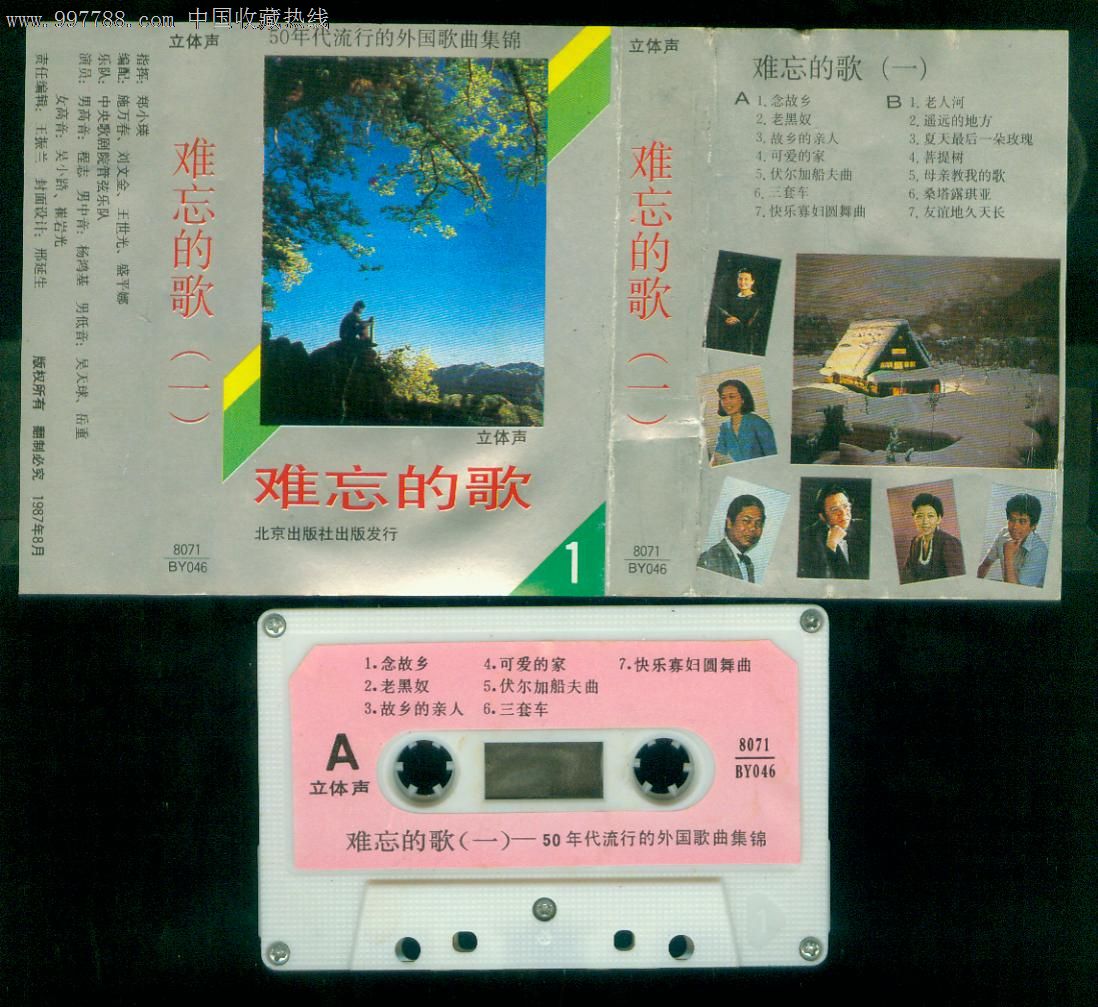 www.997788.com 中国收藏热线
指挥：郑小瑛
编配：施万春、刘文金、王世光、盛平娜
乐队：中央歌剧院管弦乐队
演员：男高音：程志 男中音：杨鸿基 男低音：吴天球、岳重
女高音：吴小路、崔岩光
责任编辑：王振兰 封面设计：邢延生 版权所有 翻制必究 1987年8月
立体声
难忘的歌（一）
8071
BY046
50年代流行的外国歌曲集锦
立体声
难忘的歌
北京出版社出版发行
1
立体声
难忘的歌（一）
8071
BY046
难忘的歌（一）
A 1.念故乡
2.老黑奴
3.故乡的亲人
4.可爱的家
5.伏尔加船夫曲
6.三套车
7.快乐寡妇圆舞曲
B 1.老人河
2.遥远的地方
3.夏天最后一朵玫瑰
4.菩提树
5.母亲教我的歌
6.桑塔露琪亚
7.友谊地久天长
1.念故乡
2.老黑奴
3.故乡的亲人
4.可爱的家
5.伏尔加船夫曲
6.三套车
7.快乐寡妇圆舞曲
A
立体声
8071
BY046
难忘的歌（一）—50年代流行的外国歌曲集锦
1